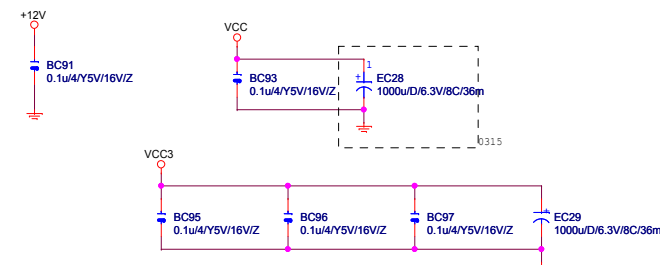 +12V
BC91
0.1u/4/Y5V/16V/Z
VCC
BC93
0.1u/4/Y5V/16V/Z
1
+
EC28
1000u/D/6.3V/8C/36m
0315
VCC3
BC95
0.1u/4/Y5V/16V/Z
BC96
0.1u/4/Y5V/16V/Z
BC97
0.1u/4/Y5V/16V/Z
+
EC29
1000u/D/6.3V/8C/36m